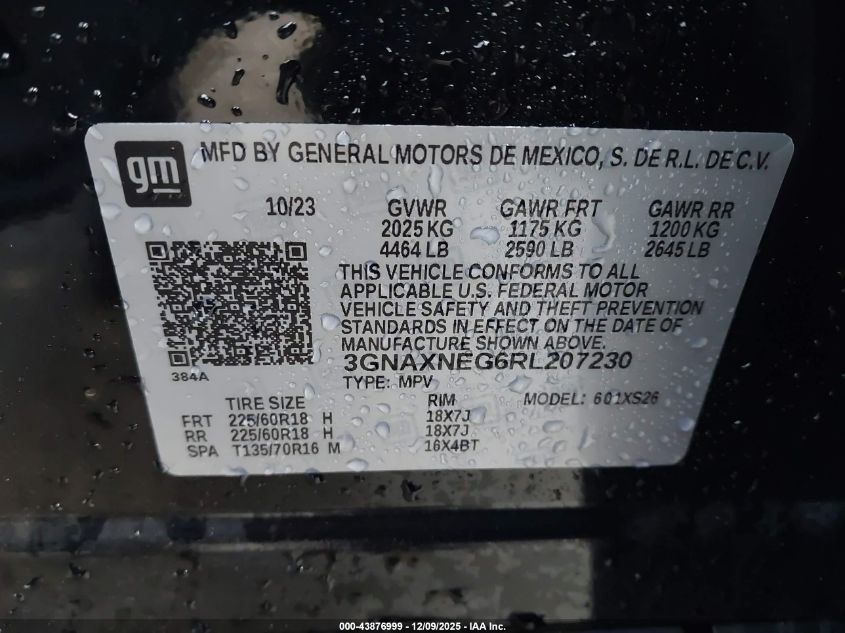 gm
MFD BY GENERAL MOTORS DE MEXICO, S. DE R.L. DE C.V.
10/23 GVWR GAWR FRT GAWR RR
2025 KG 1175 KG 1200 KG
4464 LB 2590 LB 2645 LB
THIS VEHICLE CONFORMS TO ALL
APPLICABLE U.S. FEDERAL MOTOR
VEHICLE SAFETY AND THEFT PREVENTION
STANDARDS IN EFFECT ON THE DATE OF
MANUFACTURE SHOWN ABOVE.
3GNAXNEG6RL207230
384A
TYPE: MPV
TIRE SIZE RIM MODEL: 601XS26
FRT 225/60R18 H 18X7J
RR 225/60R18 H 18X7J
SPA T135/70R16 M 16X4BT
000-43876999 — 12/09/2025 — IAA Inc.